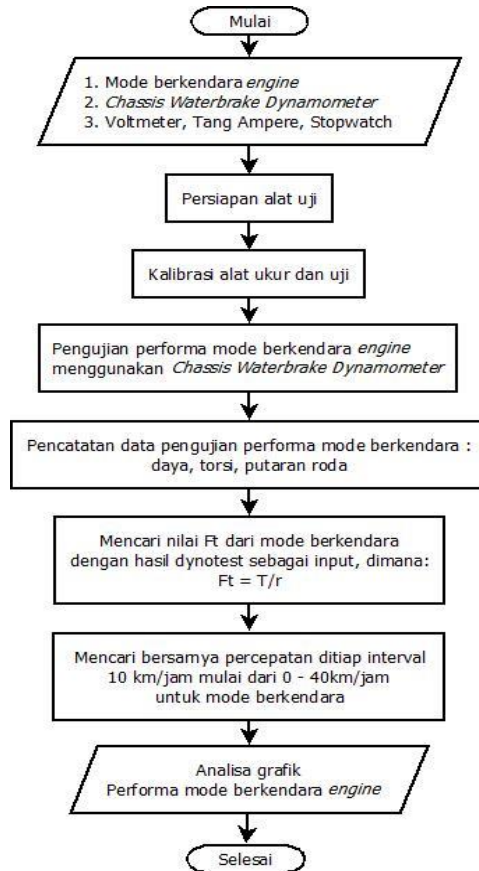 Mulai
1. Mode berkendara engine
2. Chassis Waterbrake Dynamometer
3. Voltmeter, Tang Ampere, Stopwatch
Persiapan alat uji
Kalibrasi alat ukur dan uji
Pengujian performa mode berkendara engine
menggunakan Chassis Waterbrake Dynamometer
Pencatatan data pengujian performa mode berkendara :
daya, torsi, putaran roda
Mencari nilai Ft dari mode berkendara
dengan hasil dynotest sebagai input, dimana:
Ft = T/r
Mencari bersarnya percepatan ditiap interval
10 km/jam mulai dari 0 - 40km/jam
untuk mode berkendara
Analisa grafik
Performa mode berkendara engine
Selesai